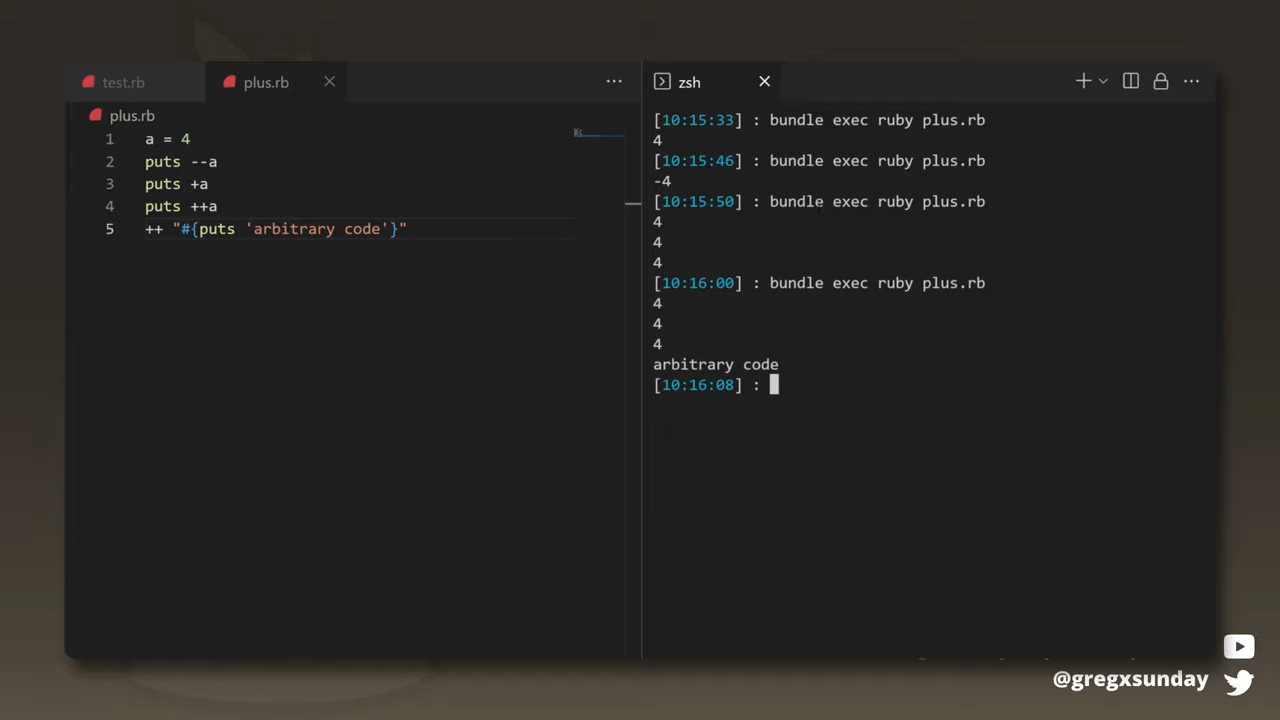 test.rb
plus.rb
plus.rb
1 a = 4
2 puts --a
3 puts +a
4 puts ++a
5 ++ "#{puts 'arbitrary code'}"
zsh
[10:15:33] : bundle exec ruby plus.rb
4
[10:15:46] : bundle exec ruby plus.rb
-4
[10:15:50] : bundle exec ruby plus.rb
4
4
4
[10:16:00] : bundle exec ruby plus.rb
4
4
4
arbitrary code
[10:16:08] :
@gregxsunday